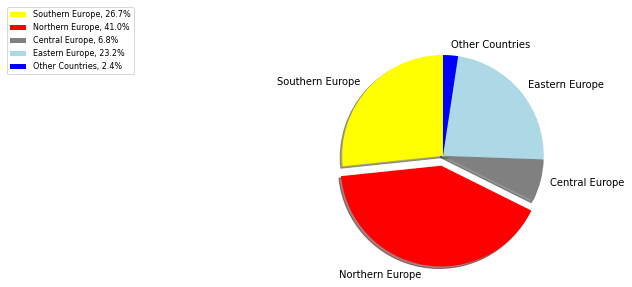 Southern Europe, 26.7%
Northern Europe, 41.0%
Central Europe, 6.8%
Eastern Europe, 23.2%
Other Countries, 2.4%
Other Countries
Southern Europe
Eastern Europe
Central Europe
Northern Europe